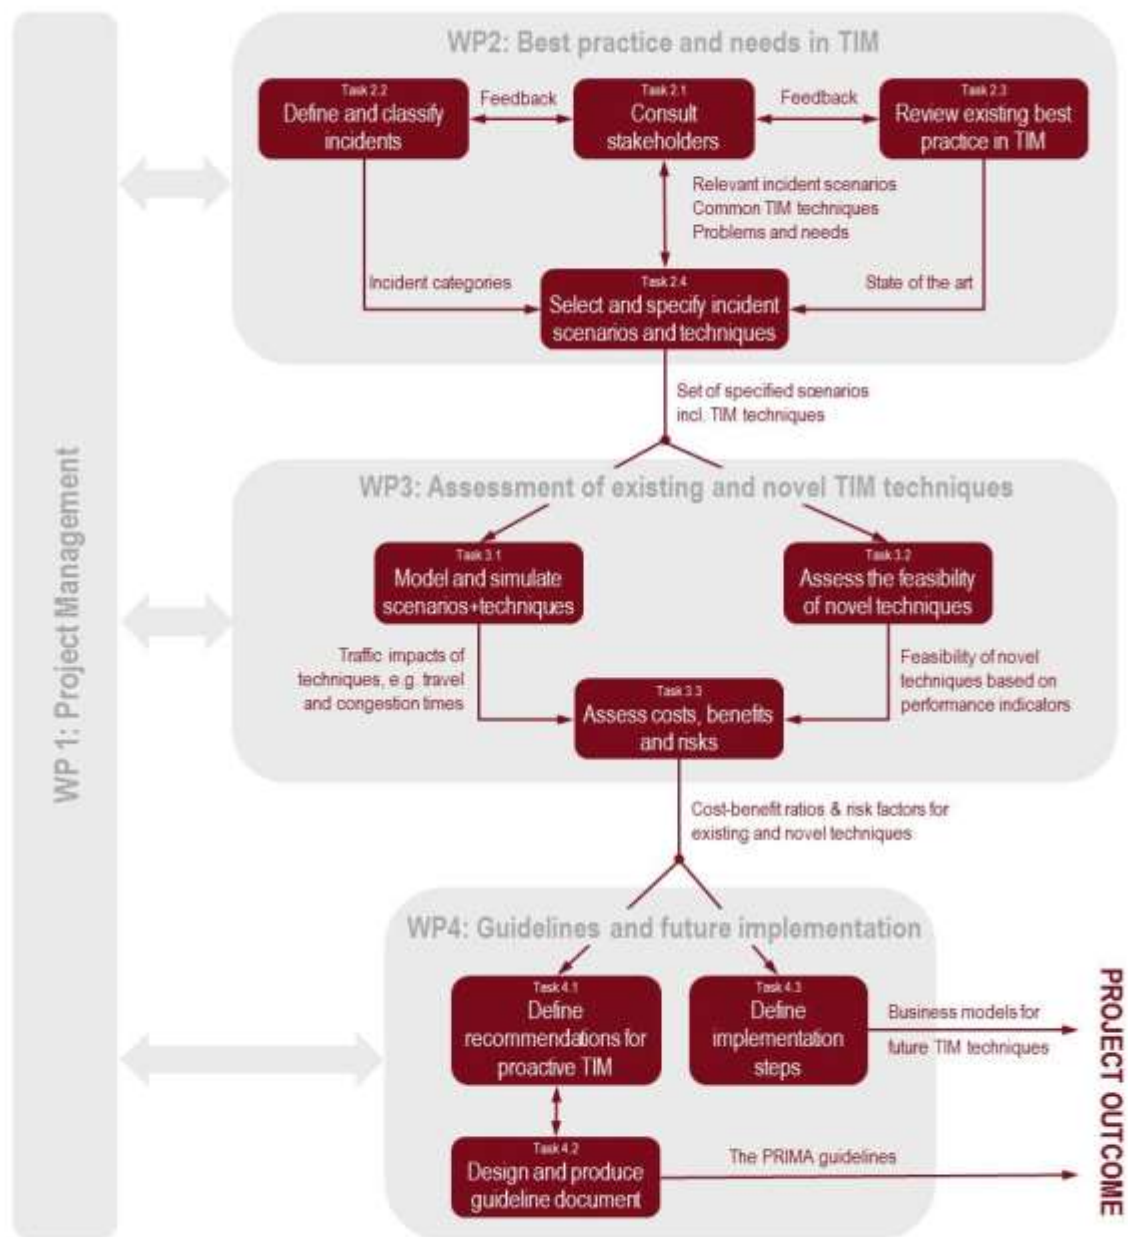 WP 1: Project Management
WP2: Best practice and needs in TIM
Task 2.2
Define and classify
incidents
Feedback
Task 2.1
Consult
stakeholders
Feedback
Task 2.3
Review existing best
practice in TIM
Relevant incident scenarios
Common TIM techniques
Problems and needs
Incident categories
State of the art
Task 2.4
Select and specify incident
scenarios and techniques
Set of specified scenarios
incl. TIM techniques
WP3: Assessment of existing and novel TIM techniques
Task 3.1
Model and simulate
scenarios+techniques
Task 3.2
Assess the feasibility
of novel techniques
Traffic impacts of
techniques, e.g. travel
and congestion times
Feasibility of novel
techniques based on
performance indicators
Task 3.3
Assess costs, benefits
and risks
Cost-benefit ratios & risk factors for
existing and novel techniques
WP4: Guidelines and future implementation
Task 4.1
Define
recommendations for
proactive TIM
Task 4.3
Define
implementation
steps
Business models for
future TIM techniques
Task 4.2
Design and produce
guideline document
The PRIMA guidelines
PROJECT OUTCOME